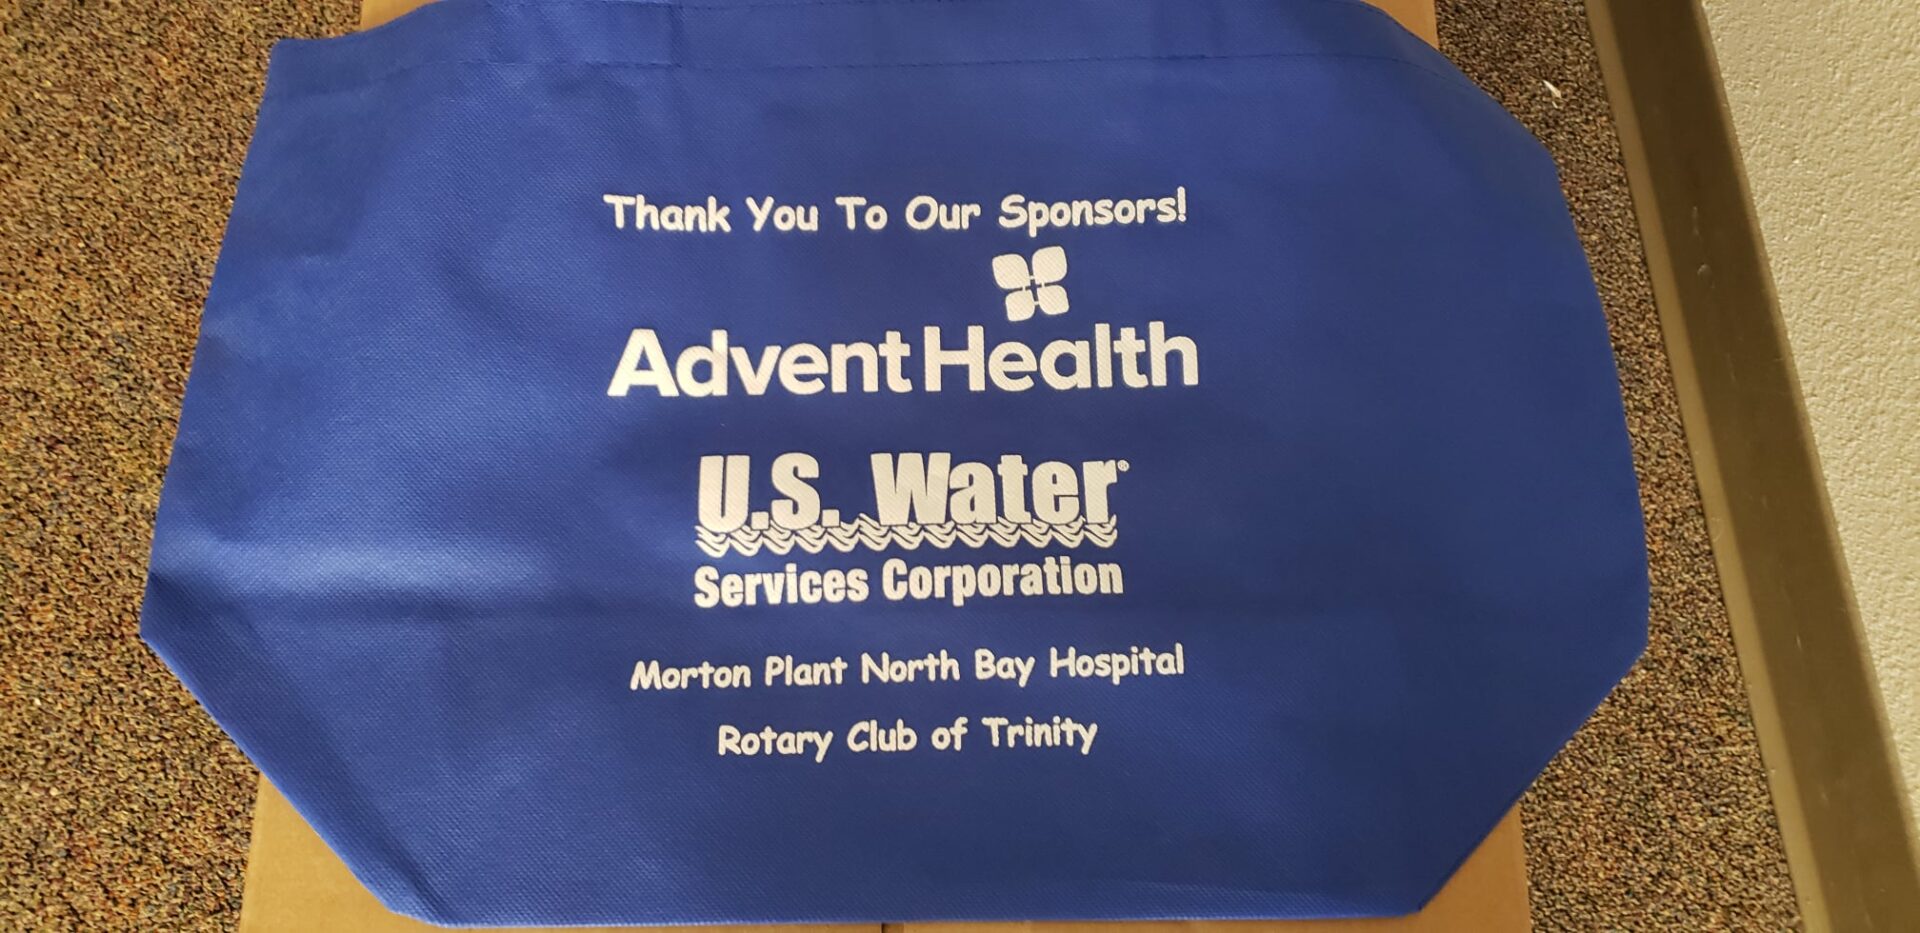 Thank You To Our Sponsors!
AdventHealth
U.S. Water®
Services Corporation
Morton Plant North Bay Hospital
Rotary Club of Trinity